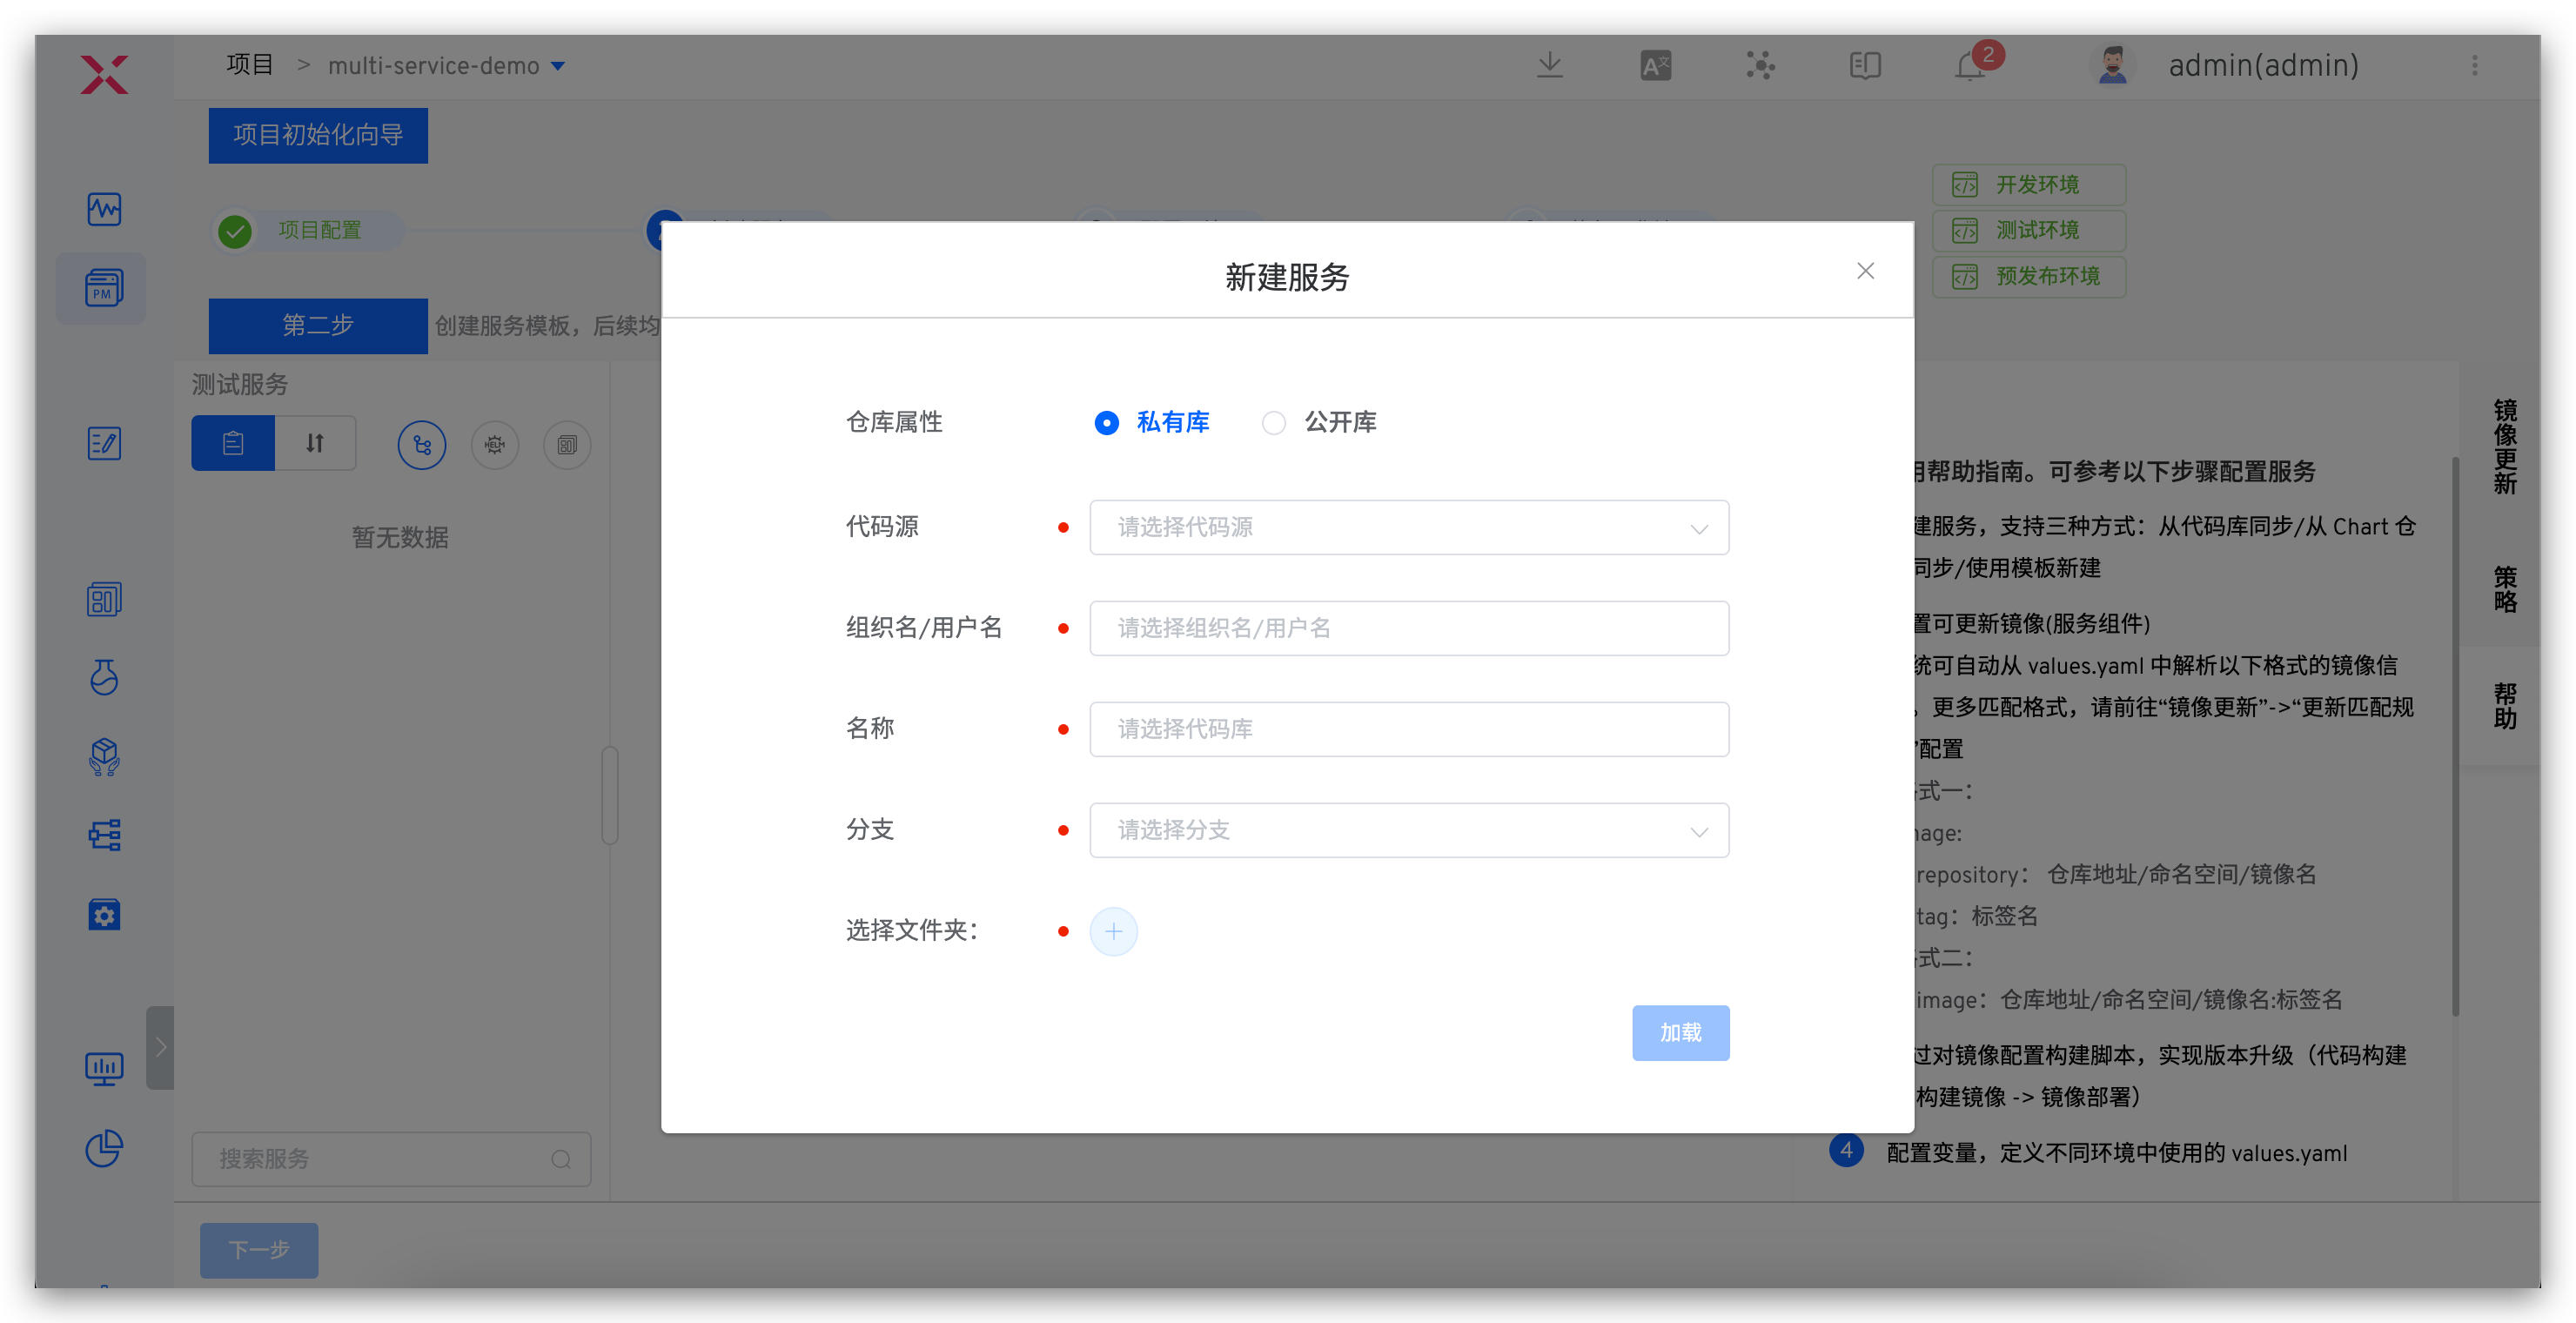 项目 > multi-service-demo
2
admin(admin)
项目初始化向导
项目配置
开发环境
测试环境
预发布环境
PM
第二步
创建服务模板，后续均
新建服务
测试服务
HELM
暂无数据
仓库属性
私有库
公开库
代码源
请选择代码源
组织名/用户名
请选择组织名/用户名
名称
请选择代码库
分支
请选择分支
选择文件夹：
加载
帮助指南。可参考以下步骤配置服务
建服务，支持三种方式：从代码库同步/从 Chart 仓
同步/使用模板新建
置可更新镜像(服务组件)
统可自动从 values.yaml 中解析以下格式的镜像信
，更多匹配格式，请前往“镜像更新”->“更新匹配规
”配置
式一：
age:
repository： 仓库地址/命名空间/镜像名
tag：标签名
式二：
image：仓库地址/命名空间/镜像名:标签名
过对镜像配置构建脚本，实现版本升级（代码构建
构建镜像 -> 镜像部署）
4 配置变量，定义不同环境中使用的 values.yaml
镜像更新
策略
帮助
搜索服务
下一步